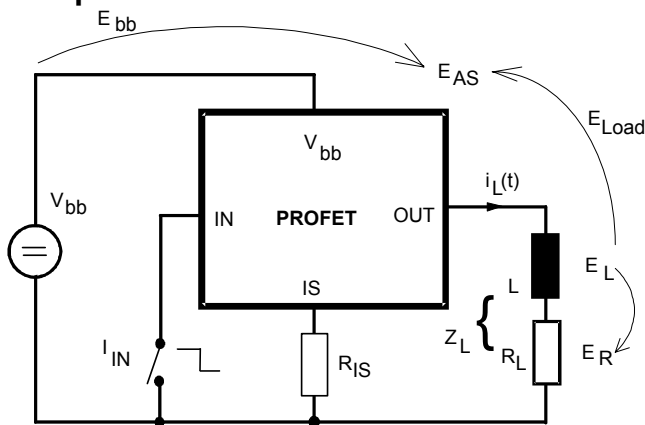 E bb
E AS
E Load
V bb
V bb
i L(t)
IN
PROFET
OUT
IS
L
E L
Z L
{
R L
E R
I IN
R IS